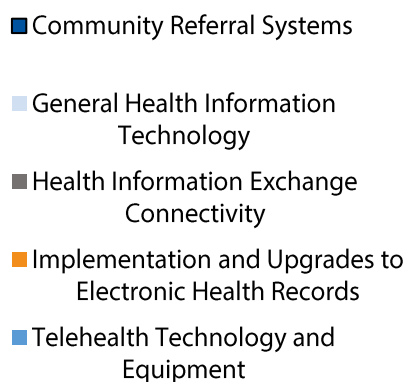 Community Referral Systems
General Health Information
Technology
Health Information Exchange
Connectivity
Implementation and Upgrades to
Electronic Health Records
Telehealth Technology and
Equipment